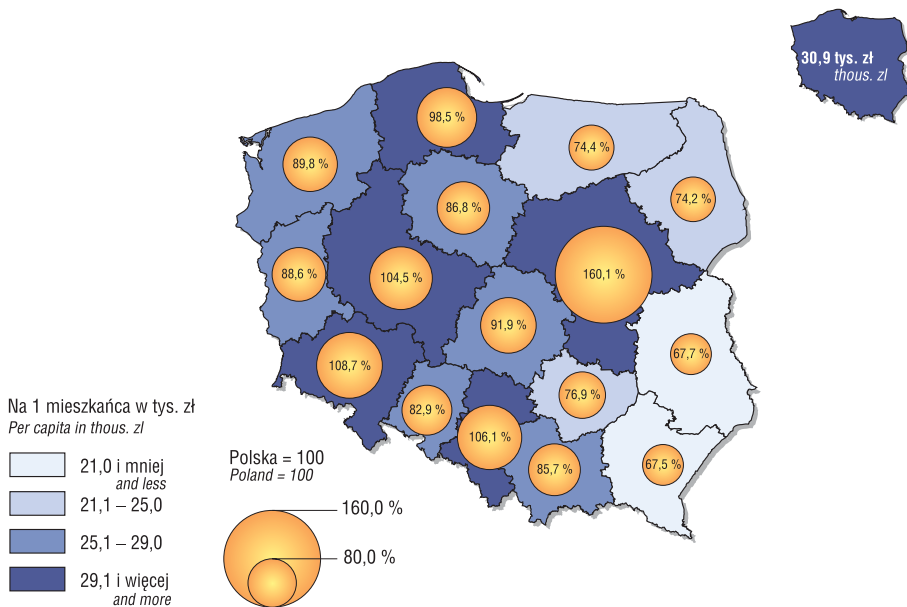 30,9 tys. zł
thous. zl
98,5 %
74,4 %
89,8 %
74,2 %
86,8 %
88,6 %
104,5 %
160,1 %
91,9 %
67,7 %
108,7 %
76,9 %
82,9 %
106,1 %
85,7 %
67,5 %
Na 1 mieszkańca w tys. zł
Per capita in thous. zl
21,0 i mniej
and less
21,1 – 25,0
25,1 – 29,0
29,1 i więcej
and more
Polska = 100
Poland = 100
160,0 %
80,0 %